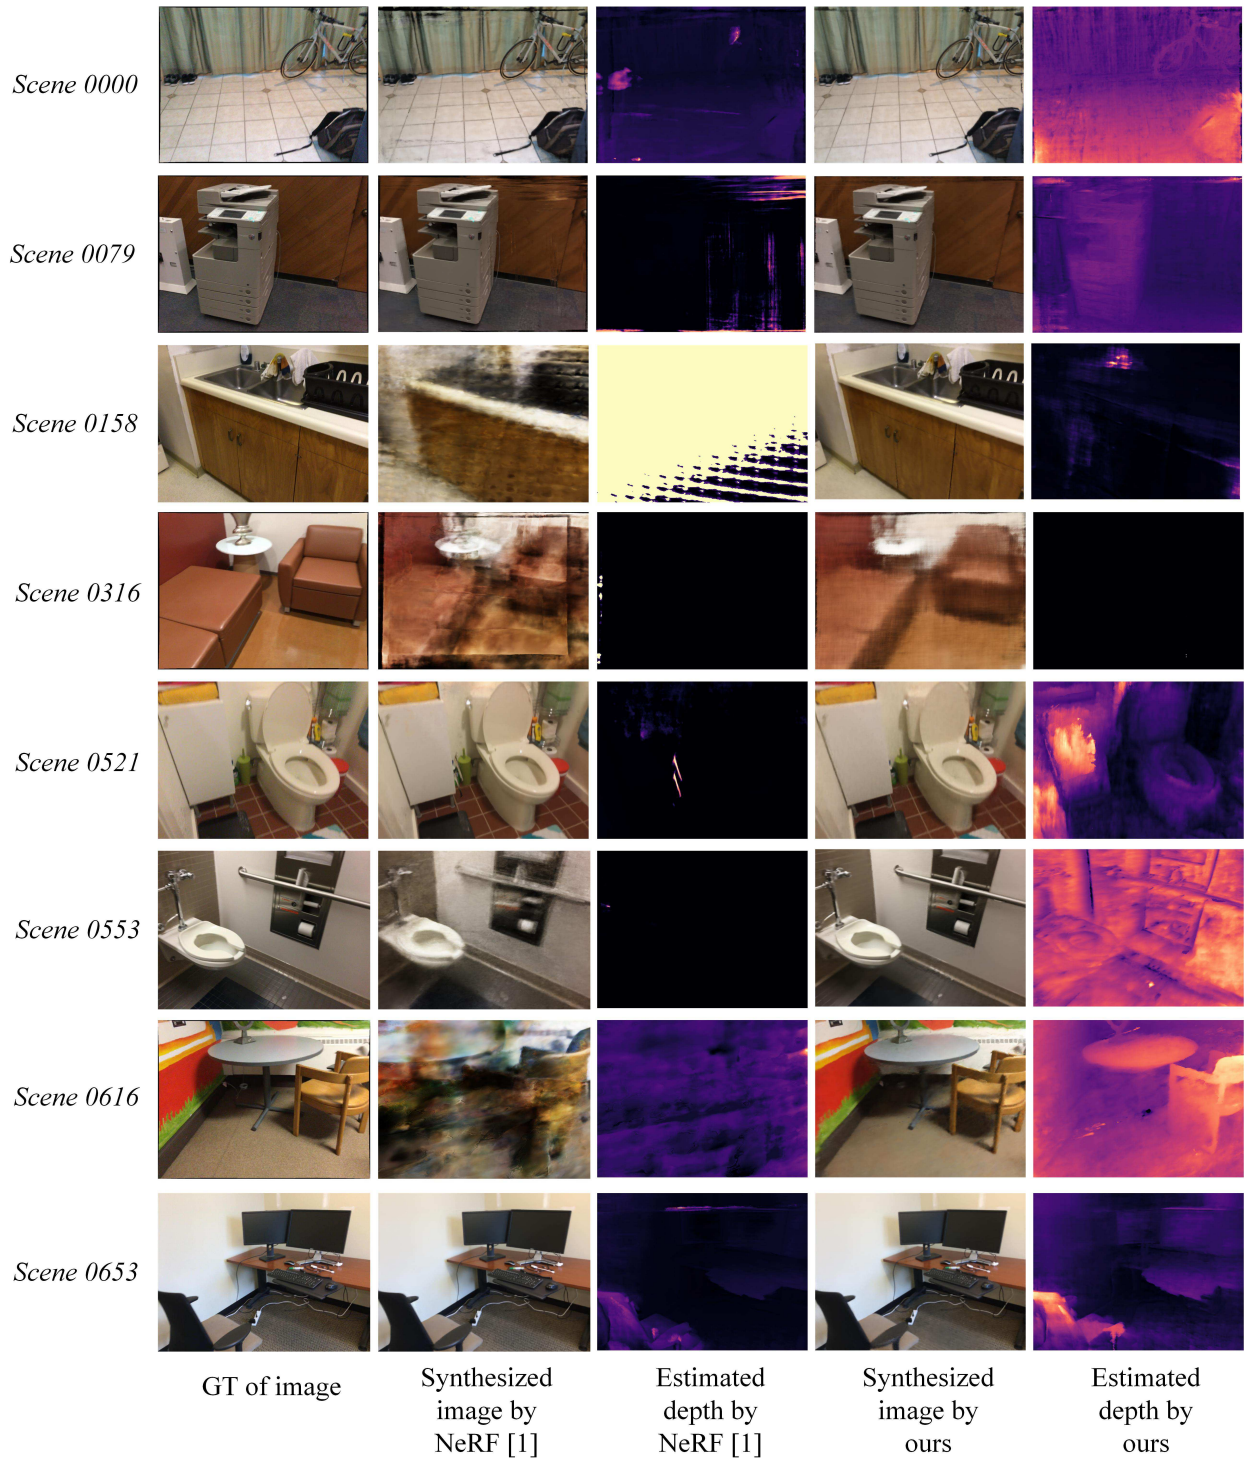 Scene 0000
Scene 0079
Scene 0158
Scene 0316
Scene 0521
Scene 0553
Scene 0616
Scene 0653
GT of image
Synthesized
image by
NeRF [1]
Estimated
depth by
NeRF [1]
Synthesized
image by
ours
Estimated
depth by
ours